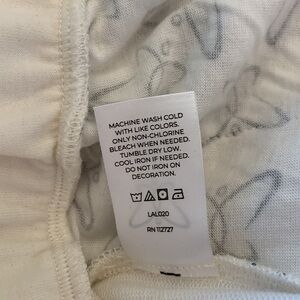 MACHINE WASH COLD
WITH LIKE COLORS.
ONLY NON-CHLORINE
BLEACH WHEN NEEDED.
TUMBLE DRY LOW.
COOL IRON IF NEEDED.
DO NOT IRON ON
DECORATION.
LAL020
RN 112727